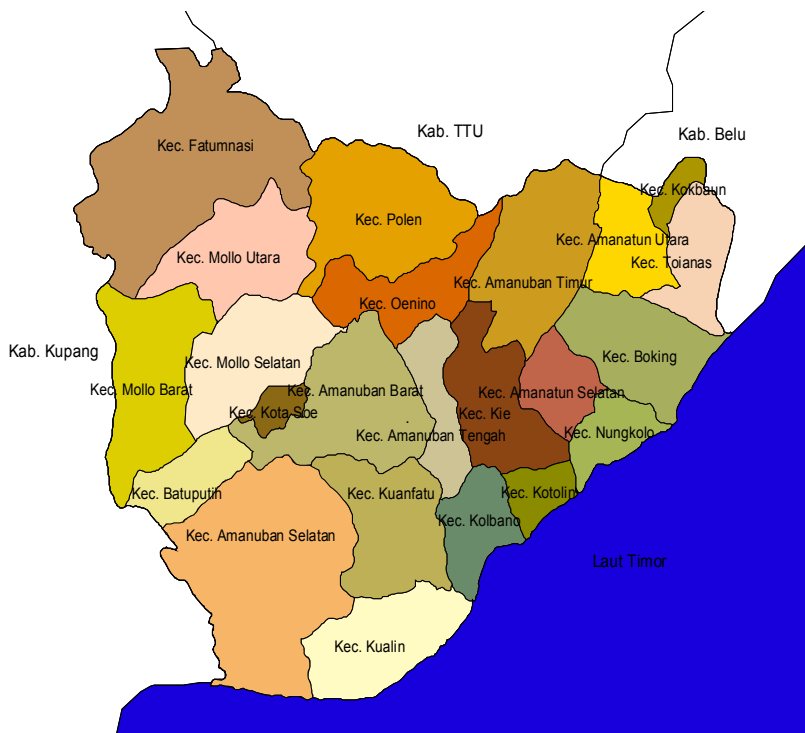 Kab. TTU
Kab. Belu
Kec. Fatumnasi
Kec. Kokbaun
Kec. Polen
Kec. Amanatun Utara
Kec. Mollo Utara
Kec. Toianas
Kec. Amanuban Timur
Kec. Oenino
Kab. Kupang
Kec. Mollo Selatan
Kec. Boking
Kec. Mollo Barat
Kec. Amanuban Barat
Kec. Amanatun Selatan
Kec. Kota Soe
Kec. Kie
Kec. Amanuban Tengah
Kec. Nungkolo
Kec. Batuputih
Kec. Kuanfatu
Kec. Kotolin
Kec. Kolbano
Kec. Amanuban Selatan
Laut Timor
Kec. Kualin